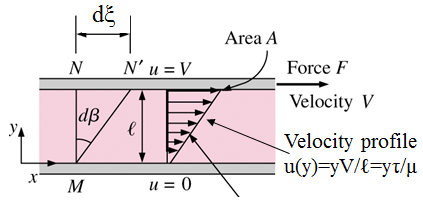 dξ
Area A
N N′ u = V
Force F
Velocity V
dβ
ℓ
y
x
Velocity profile
u(y)=yV/ℓ=yτ/μ
M
u = 0